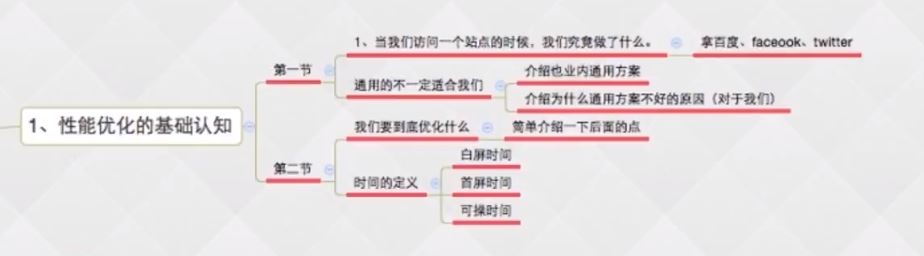 1、性能优化的基础认知
第一节
1、当我们访问一个站点的时候，我们究竟做了什么。
拿百度、faceook、twitter
通用的不一定适合我们
介绍也业内通用方案
介绍为什么通用方案不好的原因（对于我们）
第二节
我们要到底优化什么
简单介绍一下后面的点
时间的定义
白屏时间
首屏时间
可操时间